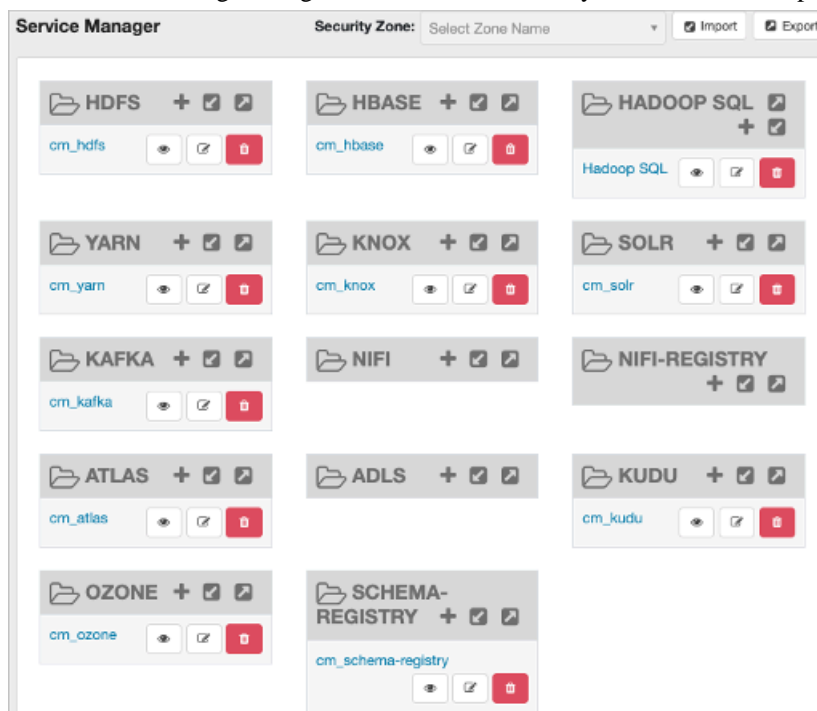 Service Manager
Security Zone: Select Zone Name Import Export
HDFS HBASE HADOOP SQL
cm_hdfs cm_hbase Hadoop SQL
YARN KNOX SOLR
cm_yarn cm_knox cm_solr
KAFKA NIFI NIFI-REGISTRY
cm_kafka
ATLAS ADLS KUDU
cm_atlas cm_kudu
OZONE SCHEMA-
REGISTRY
cm_ozone cm_schema-registry